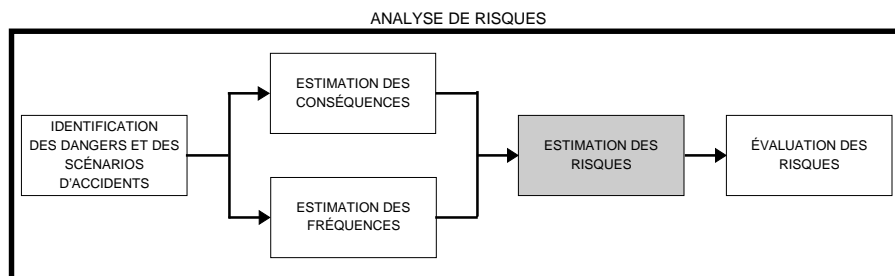 ANALYSE DE RISQUES
IDENTIFICATION
DES DANGERS ET DES
SCÉNARIOS
D'ACCIDENTS
ESTIMATION DES
CONSÉQUENCES
ESTIMATION DES
FRÉQUENCES
ESTIMATION DES
RISQUES
ÉVALUATION DES
RISQUES